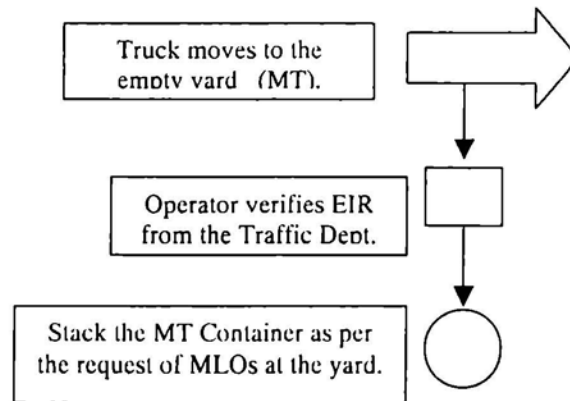 Truck moves to the
empty yard (MT).
Operator verifies EIR
from the Traffic Dept.
Stack the MT Container as per
the request of MLOs at the yard.